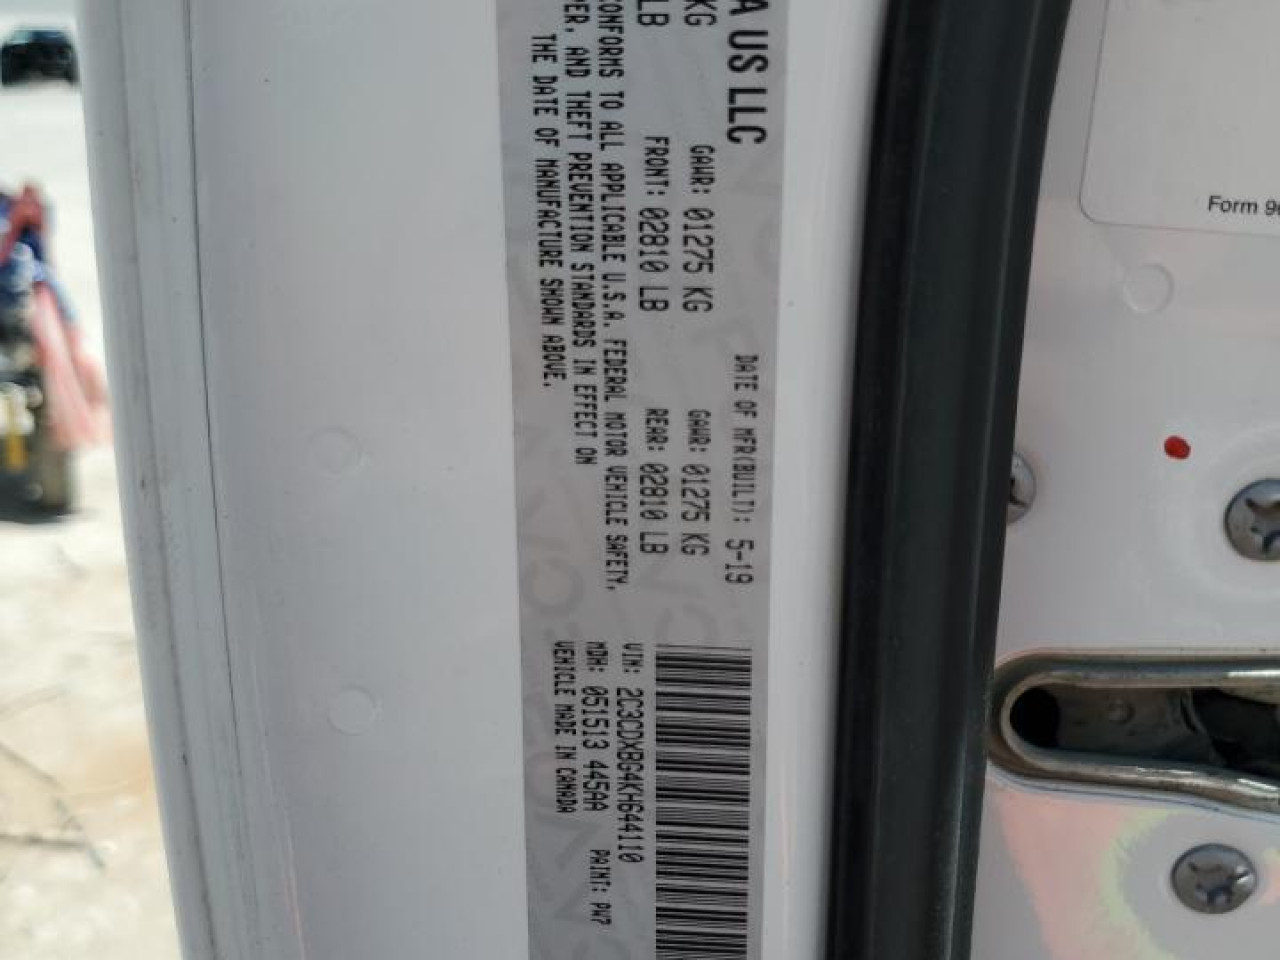 A US LLC
DATE OF MFR(BUILT): 5-19
KG GAWR: 01275 KG GAWR: 01275 KG
LB FRONT: 02810 LB REAR: 02810 LB
CONFORMS TO ALL APPLICABLE U.S.A. FEDERAL MOTOR VEHICLE SAFETY,
PER, AND THEFT PREVENTION STANDARDS IN EFFECT ON
THE DATE OF MANUFACTURE SHOWN ABOVE.
VIN: 2C3CDXBG4KH644110
MDH: 051513 445AA PAINT: PW7
VEHICLE MADE IN CANADA
Form 9